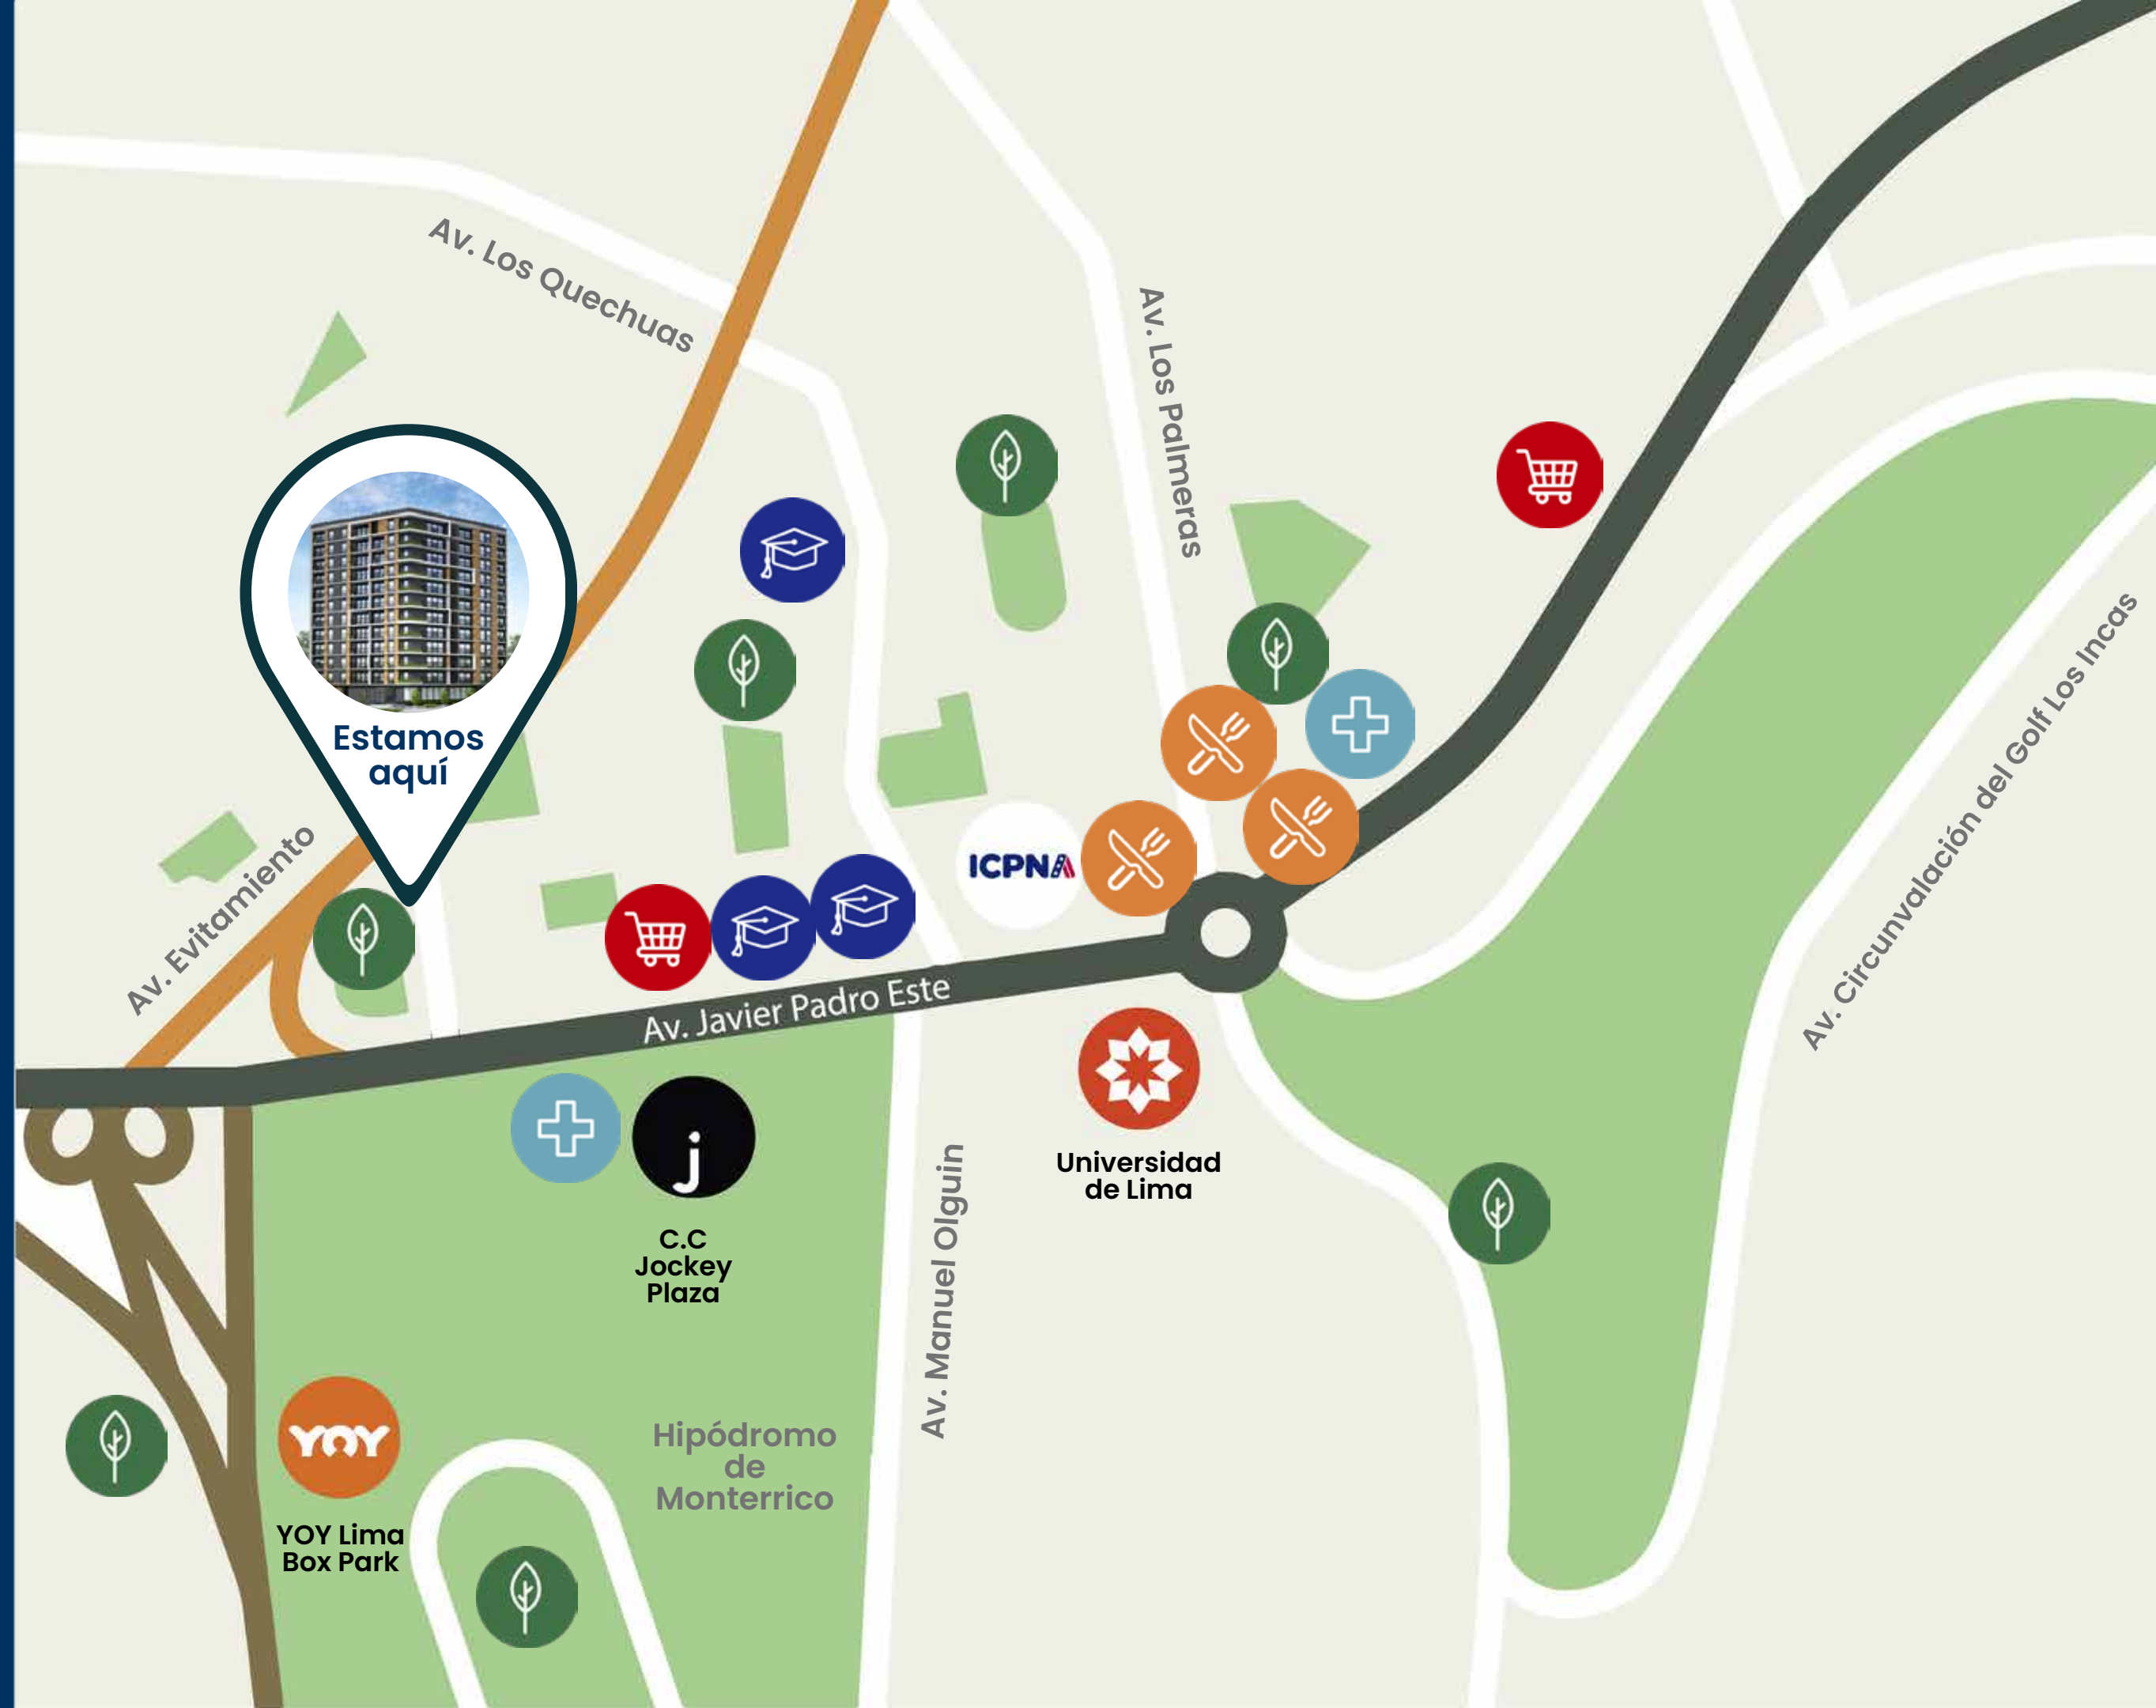 Av. Los Quechuas
Av. Los Palmeras
Estamos
aquí
Av. Evitamiento
ICPNA
Av. Circunvalación del Golf Los Incas
Av. Javier Padro Este
j
C.C
Jockey
Plaza
Universidad
de Lima
Av. Manuel Olguin
YOY
YOY Lima
Box Park
Hipódromo
de
Monterrico